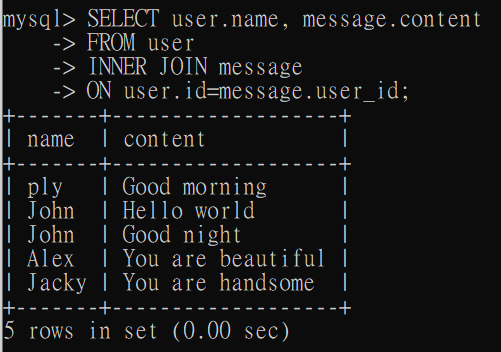 mysql> SELECT user.name, message.content
    -> FROM user
    -> INNER JOIN message
    -> ON user.id=message.user_id;
+-------+-------------------+
| name  | content           |
+-------+-------------------+
| ply   | Good morning      |
| John  | Hello world       |
| John  | Good night        |
| Alex  | You are beautiful |
| Jacky | You are handsome  |
+-------+-------------------+
5 rows in set (0.00 sec)